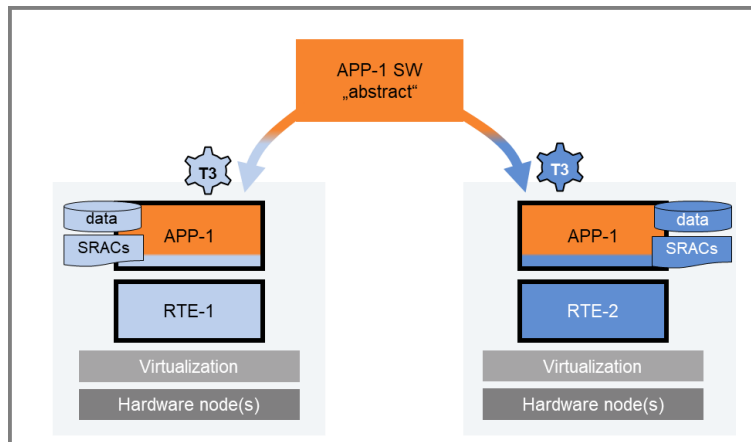 APP-1 SW
„abstract“
T3
T3
data
SRACs
APP-1
APP-1
data
SRACs
RTE-1
RTE-2
Virtualization
Virtualization
Hardware node(s)
Hardware node(s)